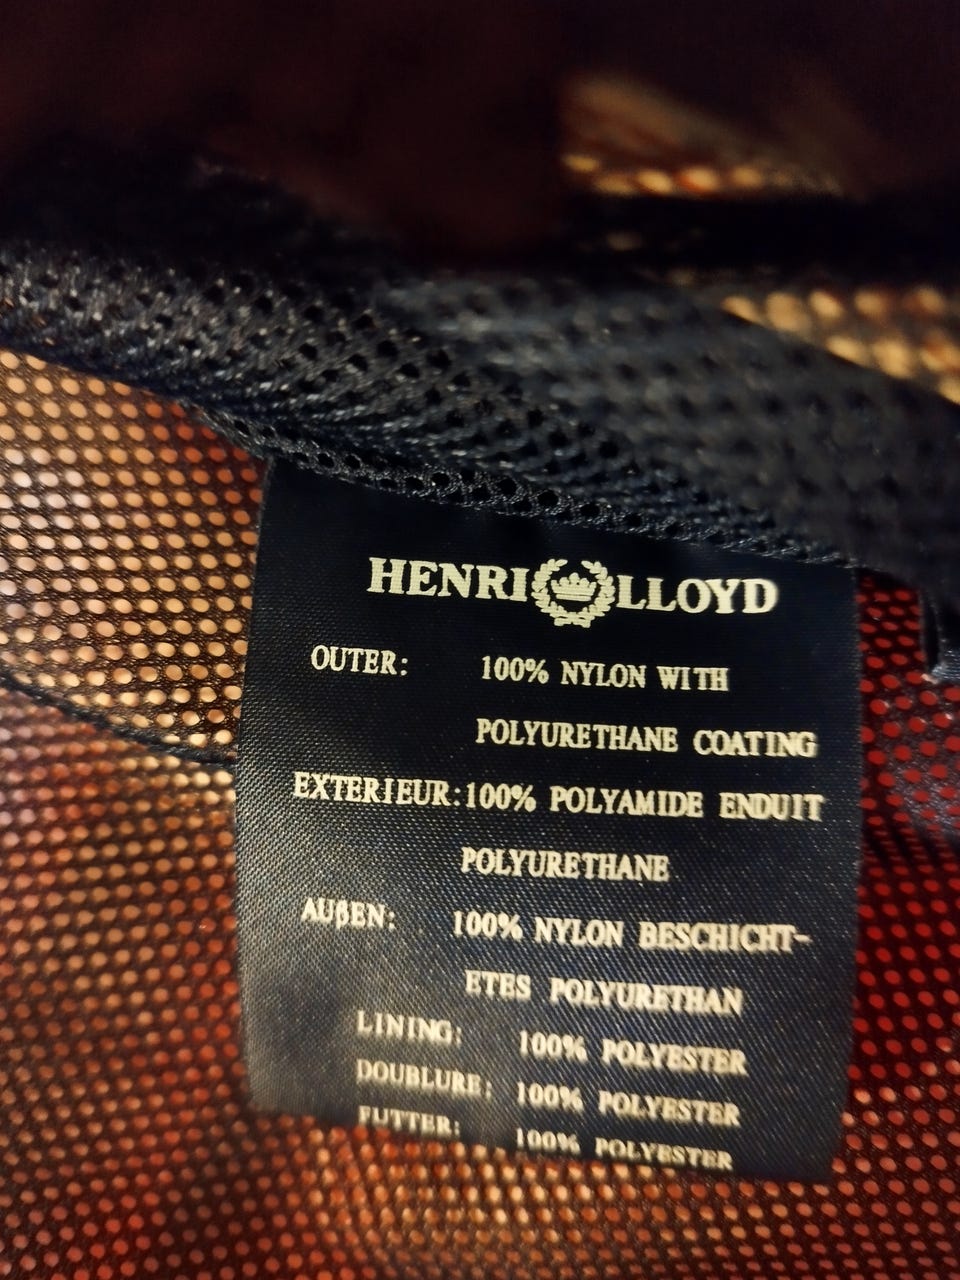 HENRI LLOYD
OUTER: 100% NYLON WITH
POLYURETHANE COATING
EXTERIEUR: 100% POLYAMIDE ENDUIT
POLYURETHANE
AUßEN: 100% NYLON BESCHICHT-
ETES POLYURETHAN
LINING: 100% POLYESTER
DOUBLURE: 100% POLYESTER
FUTTER: 100% POLYESTER